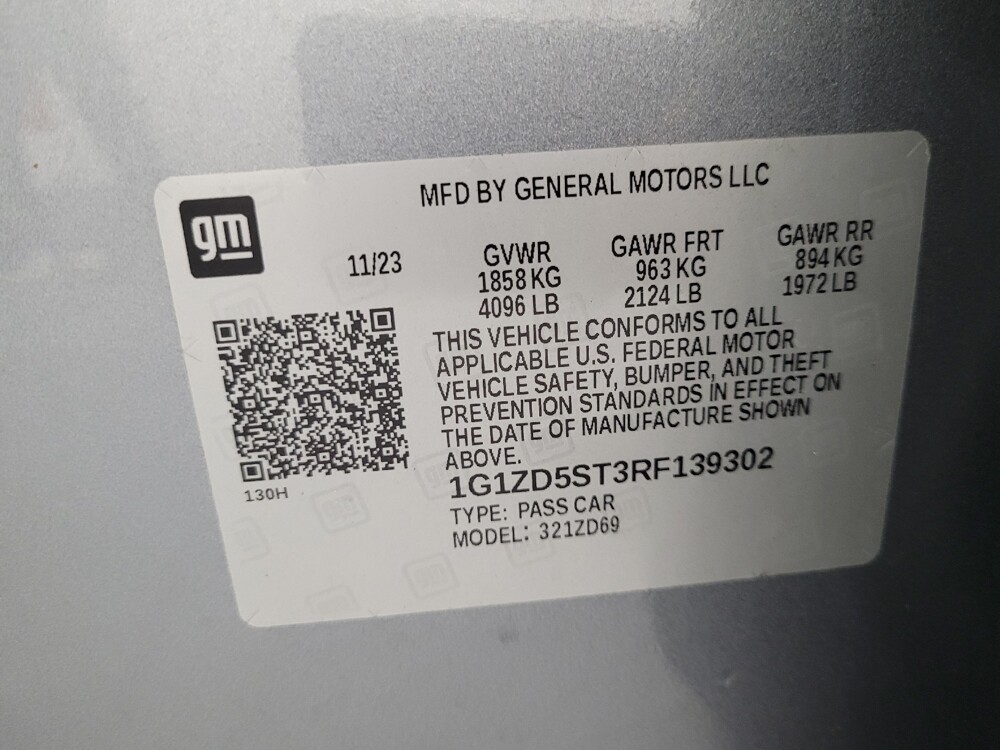 MFD BY GENERAL MOTORS LLC
gm
11/23
GVWR
1858 KG
4096 LB
GAWR FRT
963 KG
2124 LB
GAWR RR
894 KG
1972 LB
THIS VEHICLE CONFORMS TO ALL
APPLICABLE U.S. FEDERAL MOTOR
VEHICLE SAFETY, BUMPER, AND THEFT
PREVENTION STANDARDS IN EFFECT ON
THE DATE OF MANUFACTURE SHOWN
ABOVE.
130H
1G1ZD5ST3RF139302
TYPE: PASS CAR
MODEL: 321ZD69